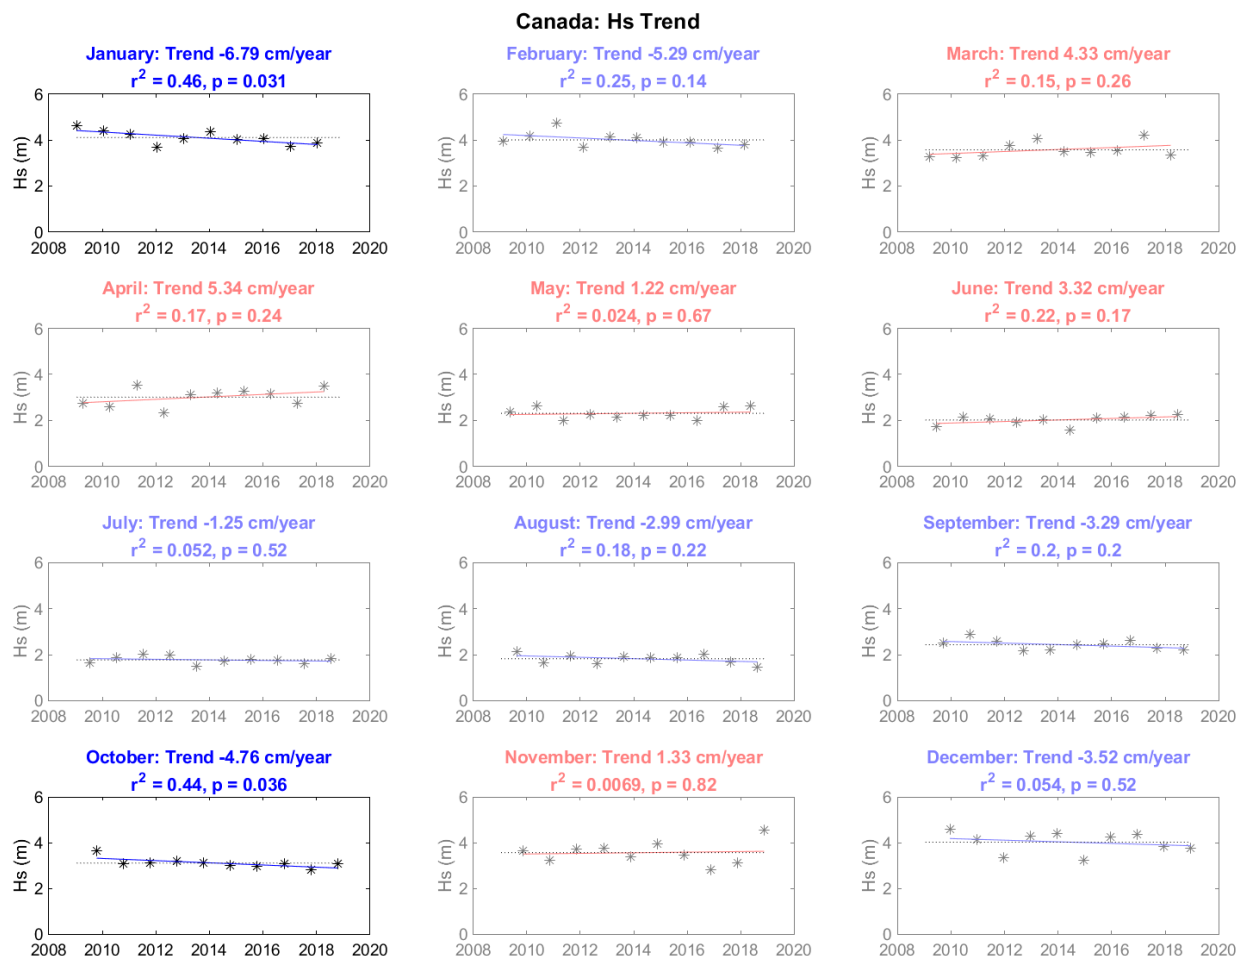 Canada: Hs Trend
January: Trend -6.79 cm/year
r² = 0.46, p = 0.031
Hs (m)
6
4
2
0
2008 2010 2012 2014 2016 2018 2020
February: Trend -5.29 cm/year
r² = 0.25, p = 0.14
Hs (m)
6
4
2
0
2008 2010 2012 2014 2016 2018 2020
March: Trend 4.33 cm/year
r² = 0.15, p = 0.26
Hs (m)
6
4
2
0
2008 2010 2012 2014 2016 2018 2020
April: Trend 5.34 cm/year
r² = 0.17, p = 0.24
Hs (m)
6
4
2
0
2008 2010 2012 2014 2016 2018 2020
May: Trend 1.22 cm/year
r² = 0.024, p = 0.67
Hs (m)
6
4
2
0
2008 2010 2012 2014 2016 2018 2020
June: Trend 3.32 cm/year
r² = 0.22, p = 0.17
Hs (m)
6
4
2
0
2008 2010 2012 2014 2016 2018 2020
July: Trend -1.25 cm/year
r² = 0.052, p = 0.52
Hs (m)
6
4
2
0
2008 2010 2012 2014 2016 2018 2020
August: Trend -2.99 cm/year
r² = 0.18, p = 0.22
Hs (m)
6
4
2
0
2008 2010 2012 2014 2016 2018 2020
September: Trend -3.29 cm/year
r² = 0.2, p = 0.2
Hs (m)
6
4
2
0
2008 2010 2012 2014 2016 2018 2020
October: Trend -4.76 cm/year
r² = 0.44, p = 0.036
Hs (m)
6
4
2
0
2008 2010 2012 2014 2016 2018 2020
November: Trend 1.33 cm/year
r² = 0.0069, p = 0.82
Hs (m)
6
4
2
0
2008 2010 2012 2014 2016 2018 2020
December: Trend -3.52 cm/year
r² = 0.054, p = 0.52
Hs (m)
6
4
2
0
2008 2010 2012 2014 2016 2018 2020